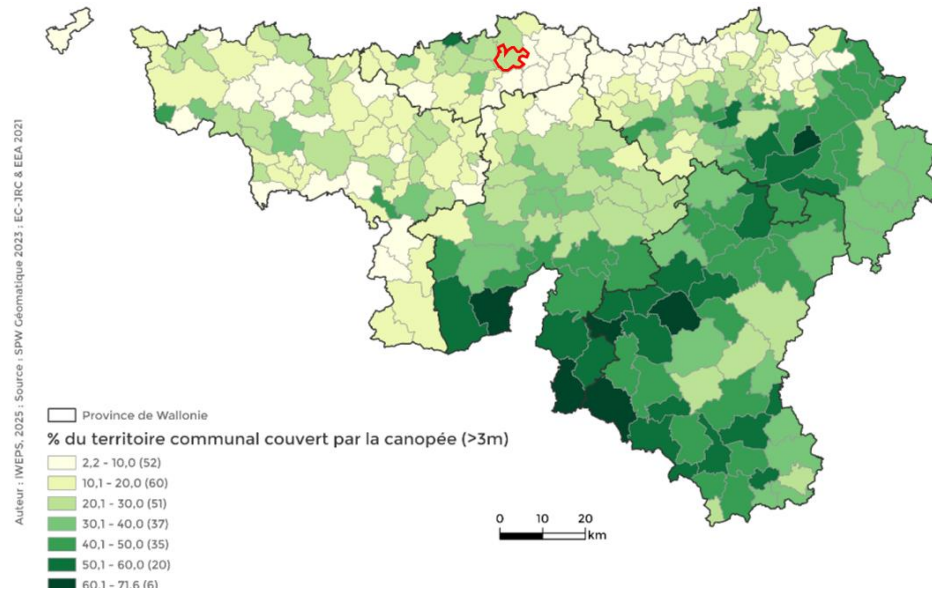 Auteur : IWEPS, 2025 ; Source : SPW Géomatique 2023 ; EC-JRC & EEA 2021
Province de Wallonie
% du territoire communal couvert par la canopée (>3m)
2,2 - 10,0 (52)
10,1 - 20,0 (60)
20,1 - 30,0 (51)
30,1 - 40,0 (37)
40,1 - 50,0 (35)
50,1 - 60,0 (20)
60,1 - 71,6 (6)
0 10 20
km